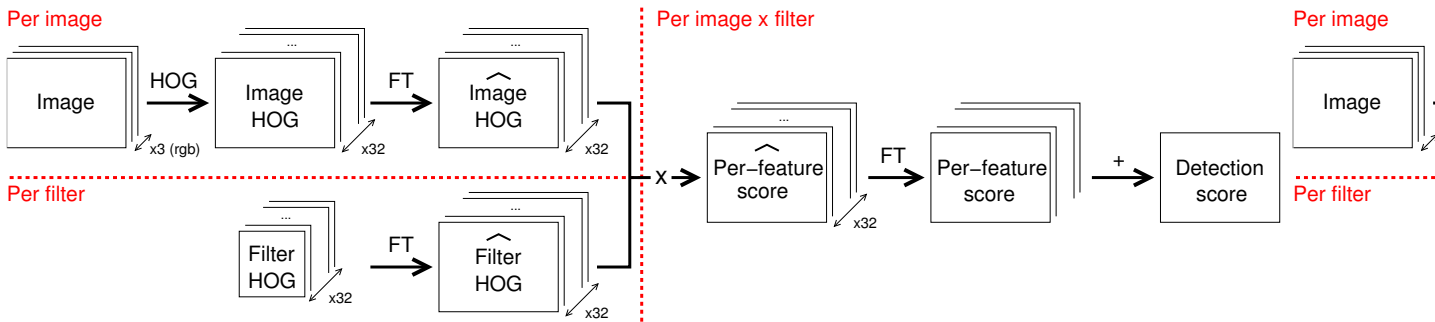 Per image
Image
x3 (rgb)
HOG
...
Image
HOG
x32
FT
...
Image
HOG
x32
Per filter
...
Filter
HOG
x32
FT
...
Filter
HOG
x32
Per image x filter
x
...
Per−feature
score
x32
FT
Per−feature
score
+
Detection
score
Per image
Image
Per filter